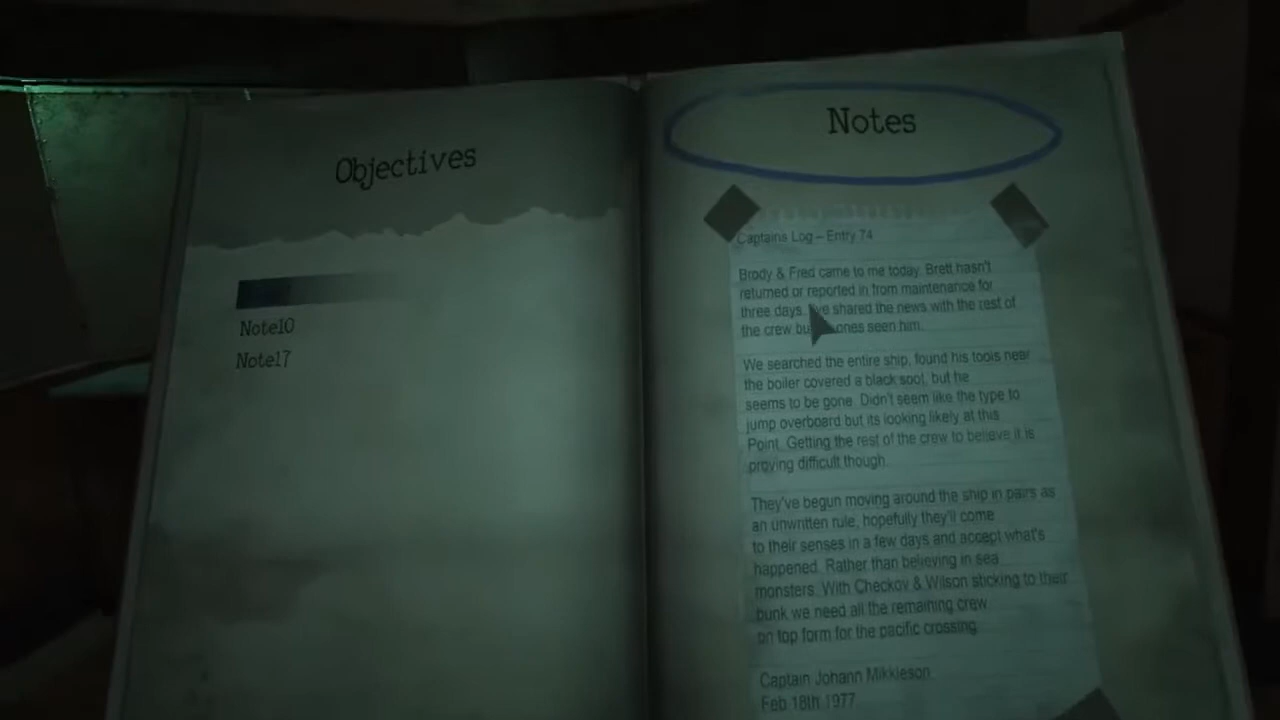 Objectives
Note10
Note17
Notes
Captains Log – Entry 74
Brody & Fred came to me today. Brett hasn't
returned or reported in from maintenance for
three days. I've shared the news with the rest of
the crew but ones seen him.
We searched the entire ship, found his tools near
the boiler covered a black soot, but he
seems to be gone. Didn't seem like the type to
jump overboard but its looking likely at this
Point. Getting the rest of the crew to believe it is
proving difficult though.
They've begun moving around the ship in pairs as
an unwritten rule, hopefully they'll come
to their senses in a few days and accept what's
happened. Rather than believing in sea
monsters. With Checkov & Wilson sticking to their
bunk we need all the remaining crew
on top form for the pacific crossing.
Captain Johann Mikkleson
Feb 18th 1977